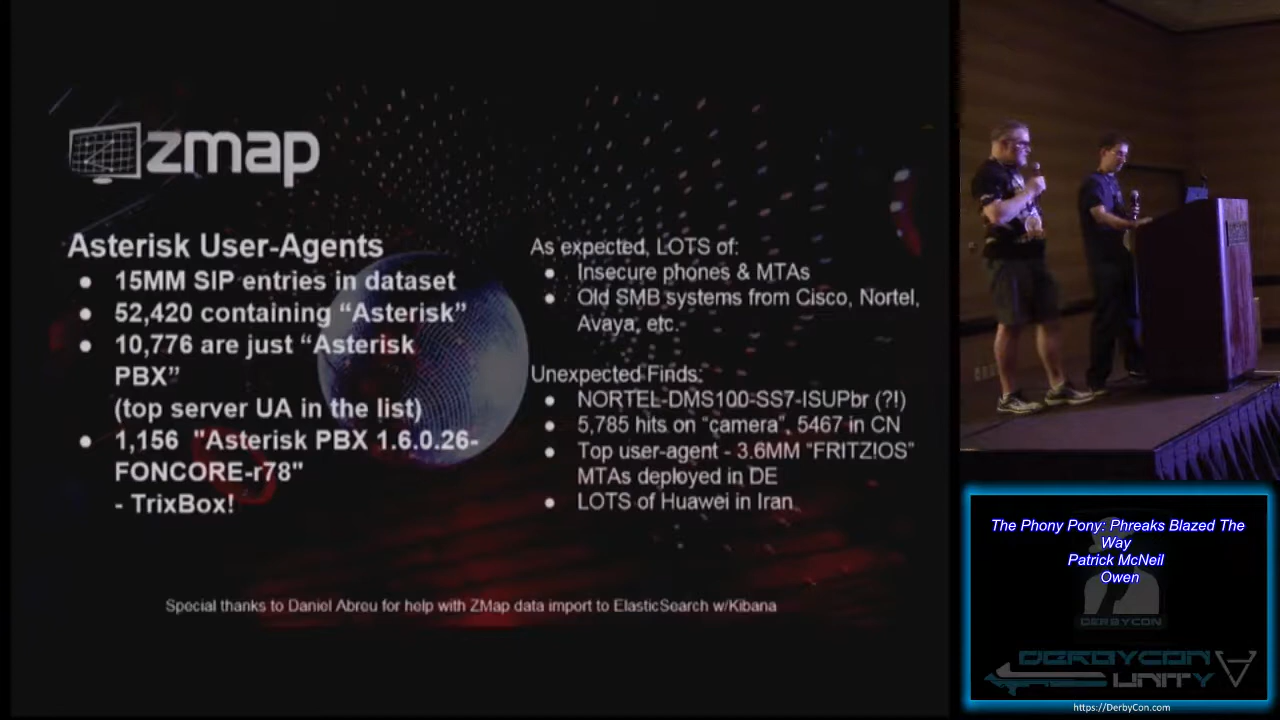 zmap
Asterisk User-Agents
● 15MM SIP entries in dataset
● 52,420 containing “Asterisk”
● 10,776 are just “Asterisk
PBX”
(top server UA in the list)
● 1,156 "Asterisk PBX 1.6.0.26-
FONCORE-r78"
- TrixBox!
As expected, LOTS of:
● Insecure phones & MTAs
● Old SMB systems from Cisco, Nortel,
Avaya, etc.
Unexpected Finds:
● NORTEL-DMS100-SS7-ISUPbr (?!)
● 5,785 hits on “camera”, 5467 in CN
● Top user-agent - 3.6MM “FRITZ!OS”
MTAs deployed in DE
● LOTS of Huawei in Iran
Special thanks to Daniel Abreu for help with ZMap data import to ElasticSearch w/Kibana
The Phony Pony: Phreaks Blazed The
Way
Patrick McNeil
Owen
DERBYCON
DERBYCON
UNITY
https://DerbyCon.com